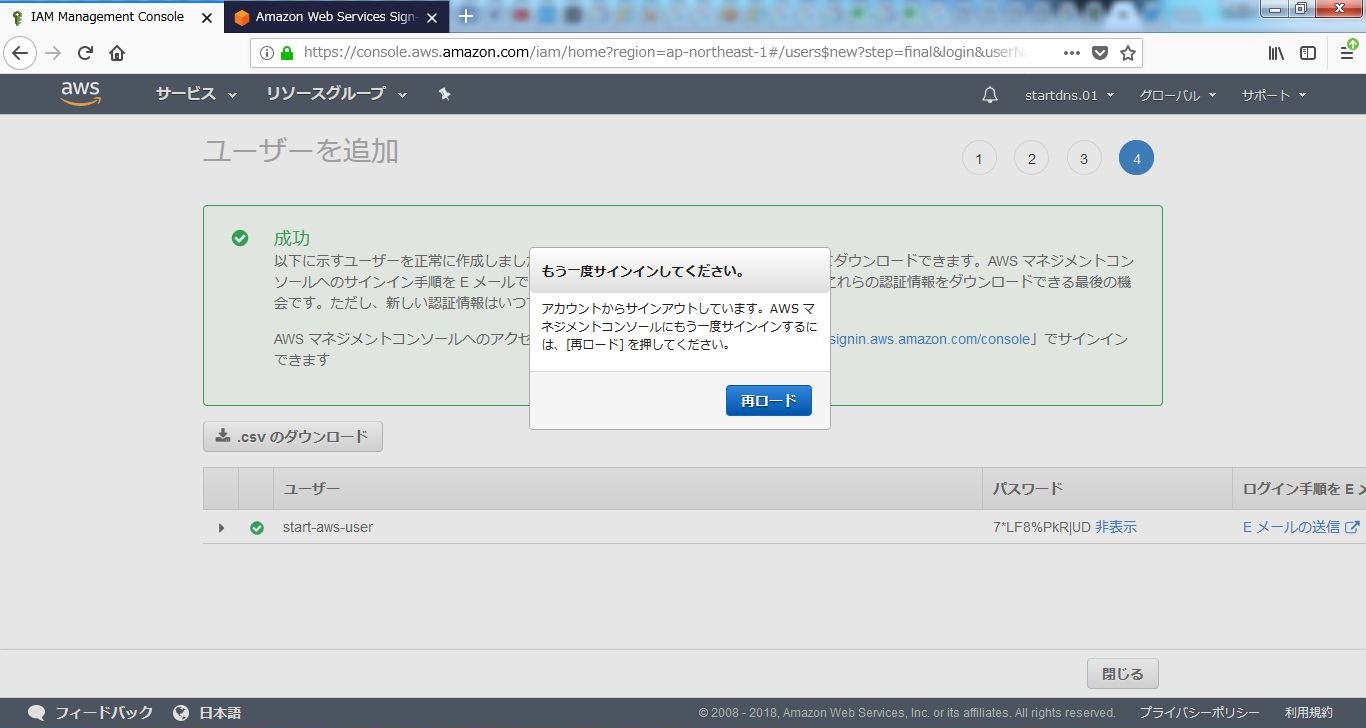 IAM Management Console
Amazon Web Services Sign-
https://console.aws.amazon.com/iam/home?region=ap-northeast-1#/users$new?step=final&login&userN
aws
サービス
リソースグループ
startdns.01
グローバル
サポート
ユーザーを追加
1
2
3
4
成功
以下に示すユーザーを正常に作成しました
ダウンロードできます。AWS マネジメントコン
ソールへのサインイン手順を E メールで
これらの認証情報をダウンロードできる最後の機
会です。ただし、新しい認証情報はいつ
AWS マネジメントコンソールへのアクセ
signin.aws.amazon.com/console」でサインイン
できます
もう一度サインインしてください。
アカウントからサインアウトしています。AWS マ
ネジメントコンソールにもう一度サインインするに
は、[再ロード] を押してください。
再ロード
.csv のダウンロード
ユーザー
パスワード
ログイン手順を E メ
start-aws-user
7*LF8%PkR|UD 非表示
E メールの送信
閉じる
フィードバック
日本語
© 2008 - 2018, Amazon Web Services, Inc. or its affiliates. All rights reserved.
プライバシーポリシー
利用規約